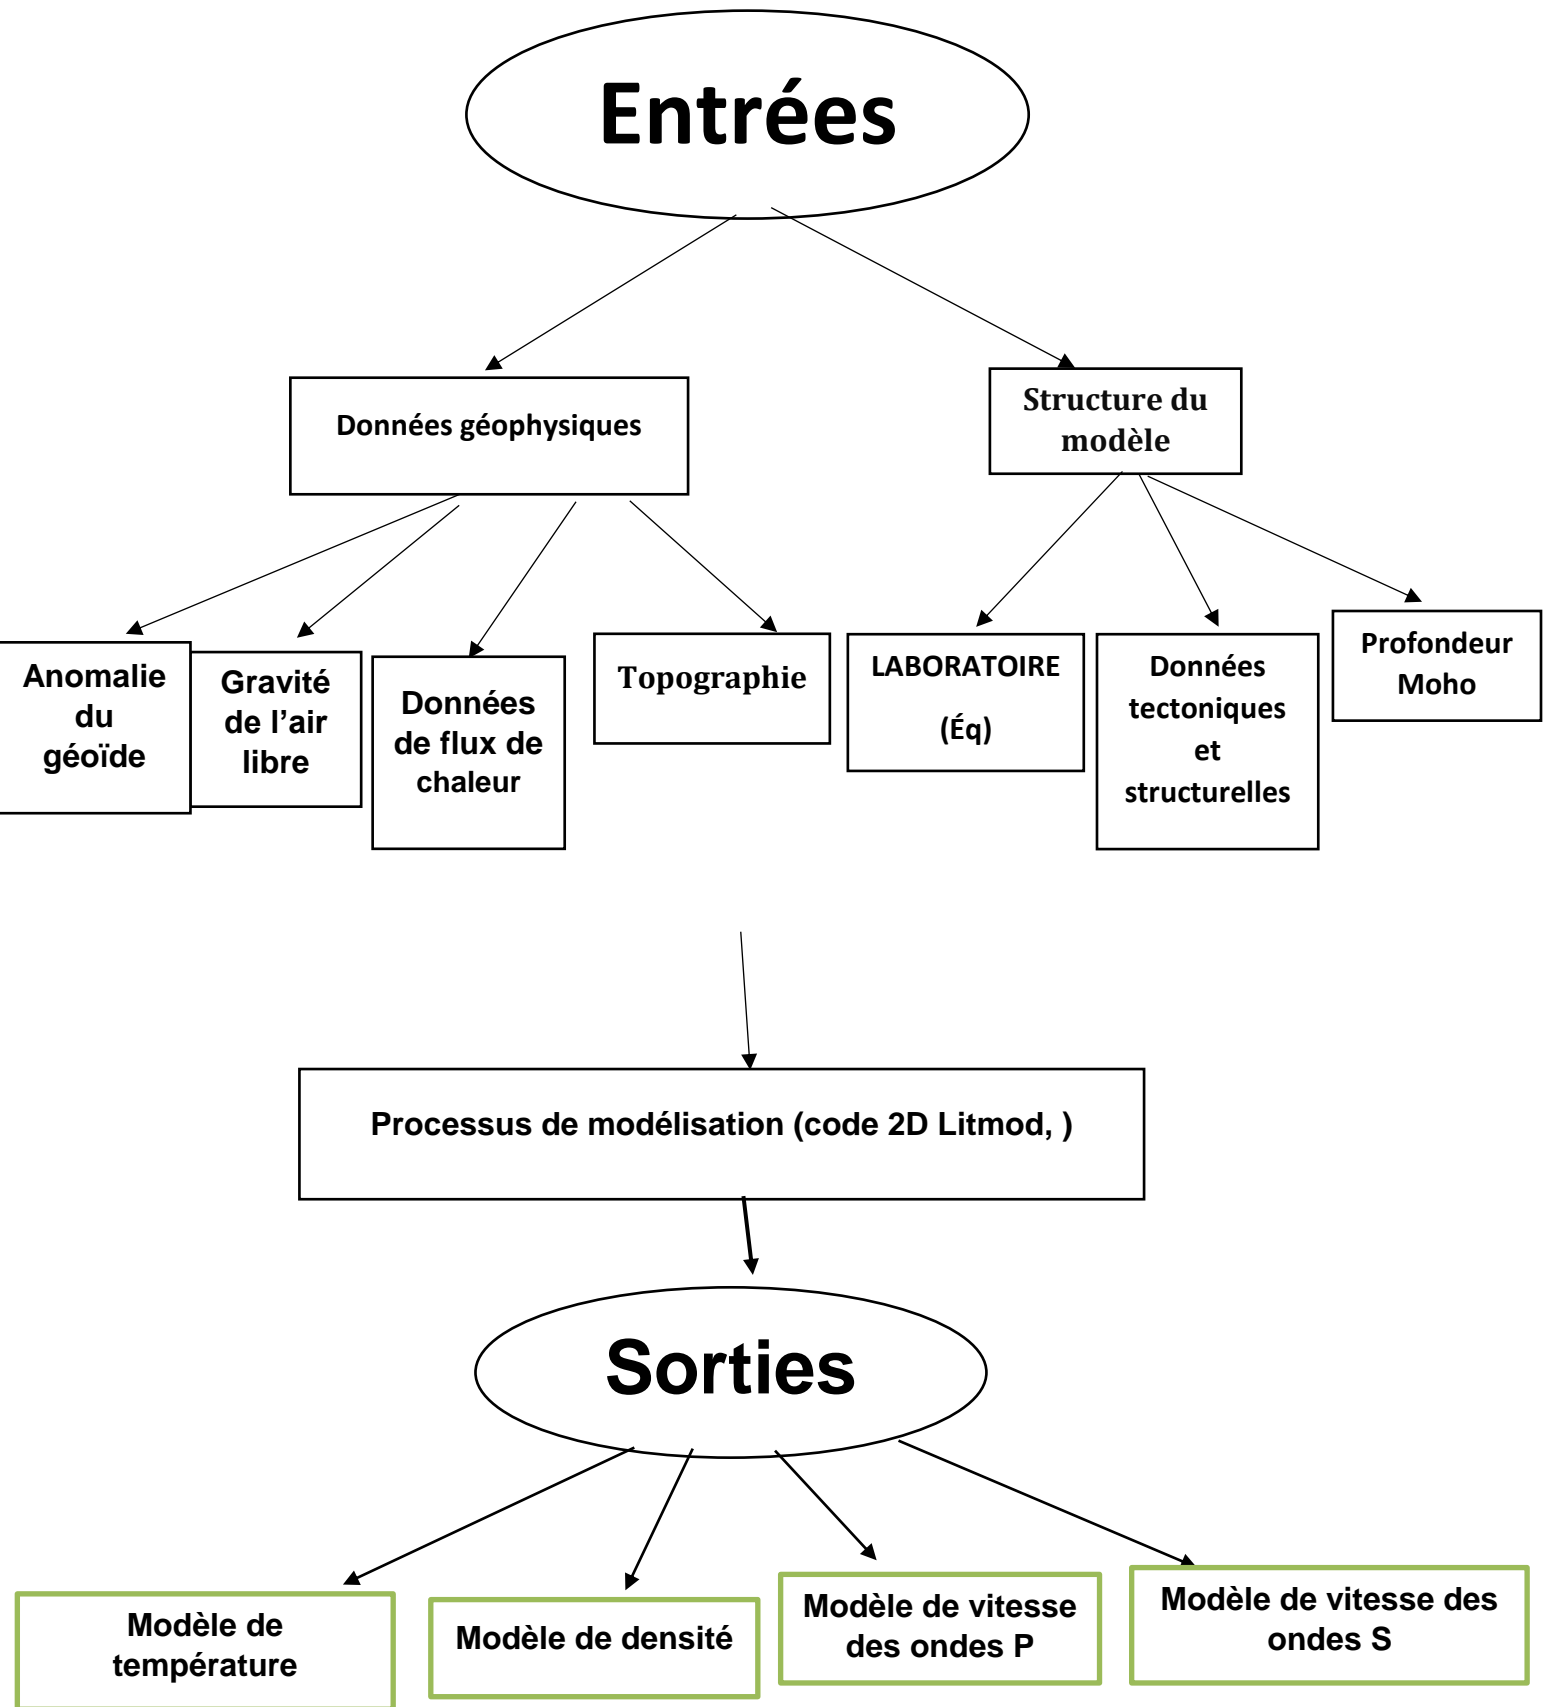 Entrées
Données géophysiques
Structure du
modèle
Anomalie
du
géoïde
Gravité
de l’air
libre
Données
de flux de
chaleur
Topographie
LABORATOIRE
(Éq)
Données
tectoniques
et
structurelles
Profondeur
Moho
Processus de modélisation (code 2D Litmod, )
Sorties
Modèle de
température
Modèle de densité
Modèle de vitesse
des ondes P
Modèle de vitesse des
ondes S